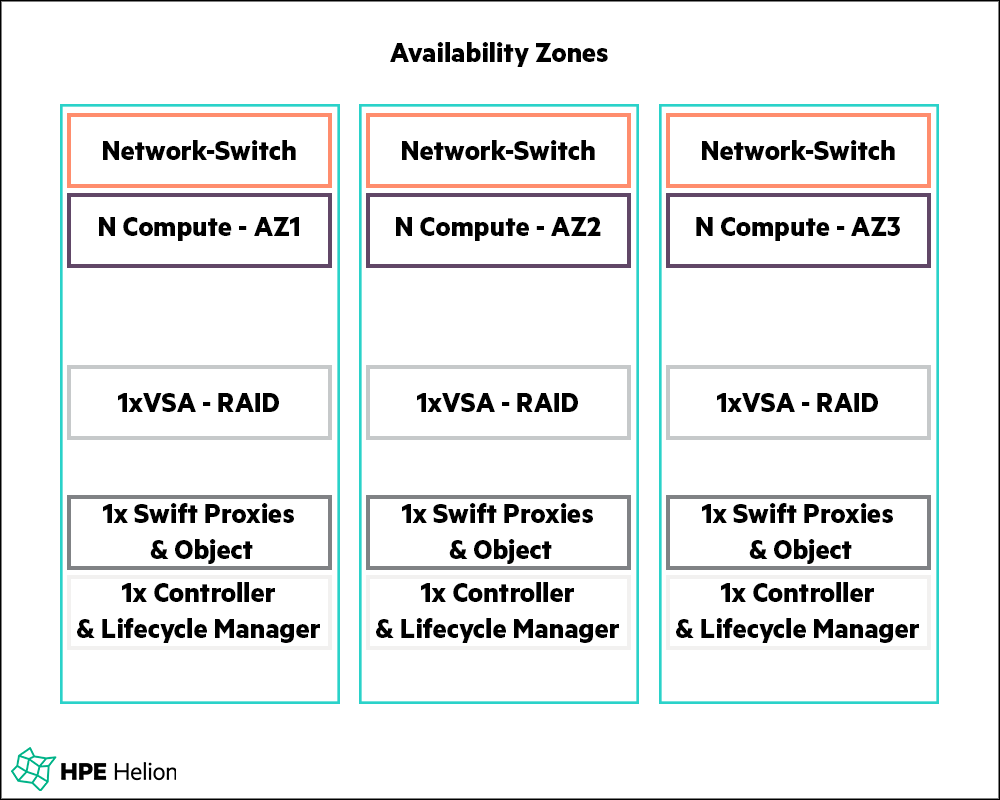 Availability Zones
Network-Switch
N Compute - AZ1
1xVSA - RAID
1x Swift Proxies
& Object
1x Controller
& Lifecycle Manager
Network-Switch
N Compute - AZ2
1xVSA - RAID
1x Swift Proxies
& Object
1x Controller
& Lifecycle Manager
Network-Switch
N Compute - AZ3
1xVSA - RAID
1x Swift Proxies
& Object
1x Controller
& Lifecycle Manager
HPE Helion